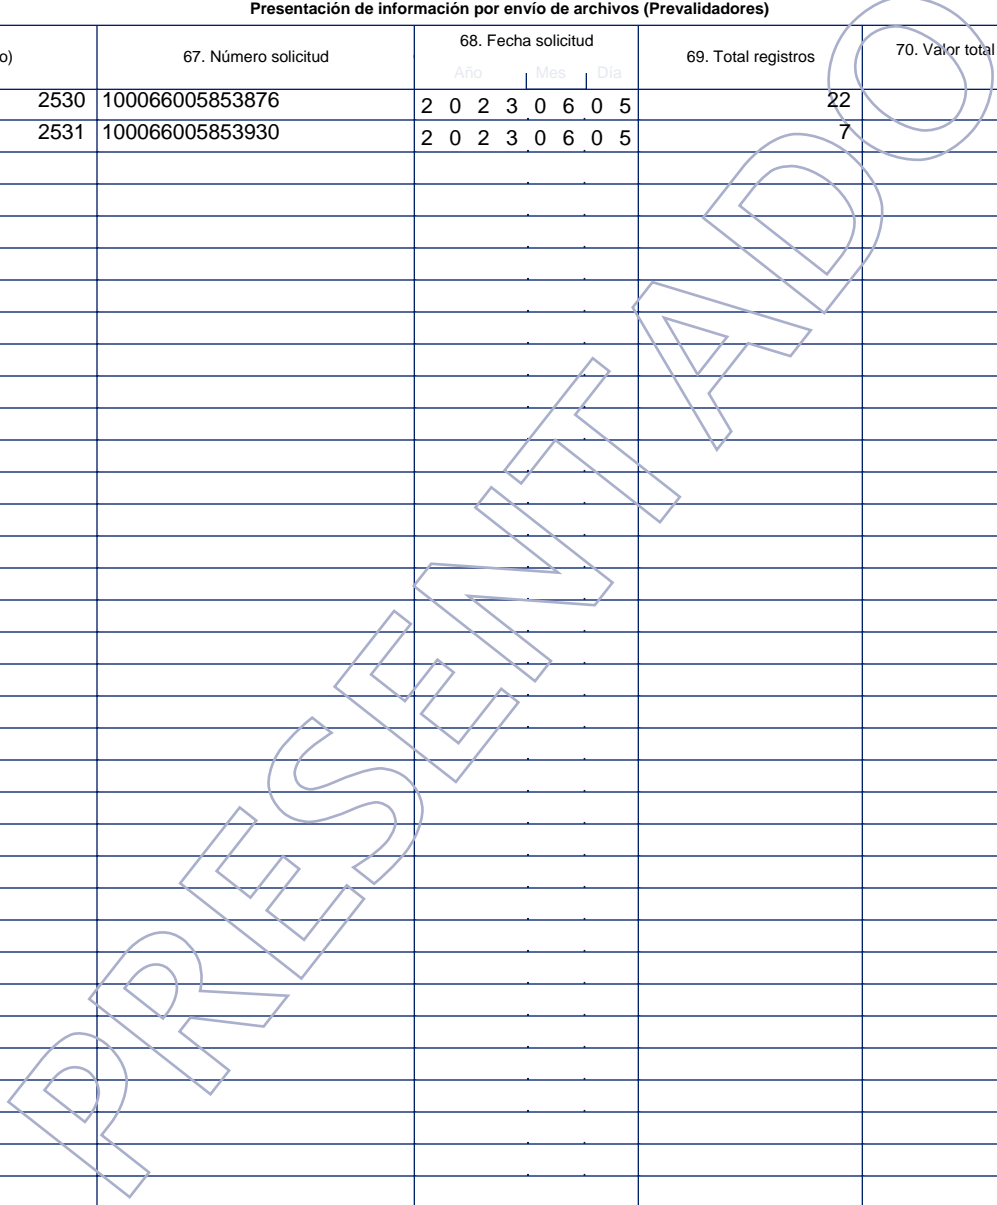 Presentación de información por envío de archivos (Prevalidadores)
o) 67. Número solicitud 68. Fecha solicitud 69. Total registros 70. Valor total
Año Mes Día
2530 100066005853876 2 0 2 3 0 6 0 5 22
2531 100066005853930 2 0 2 3 0 6 0 5 7
PRESENTADO